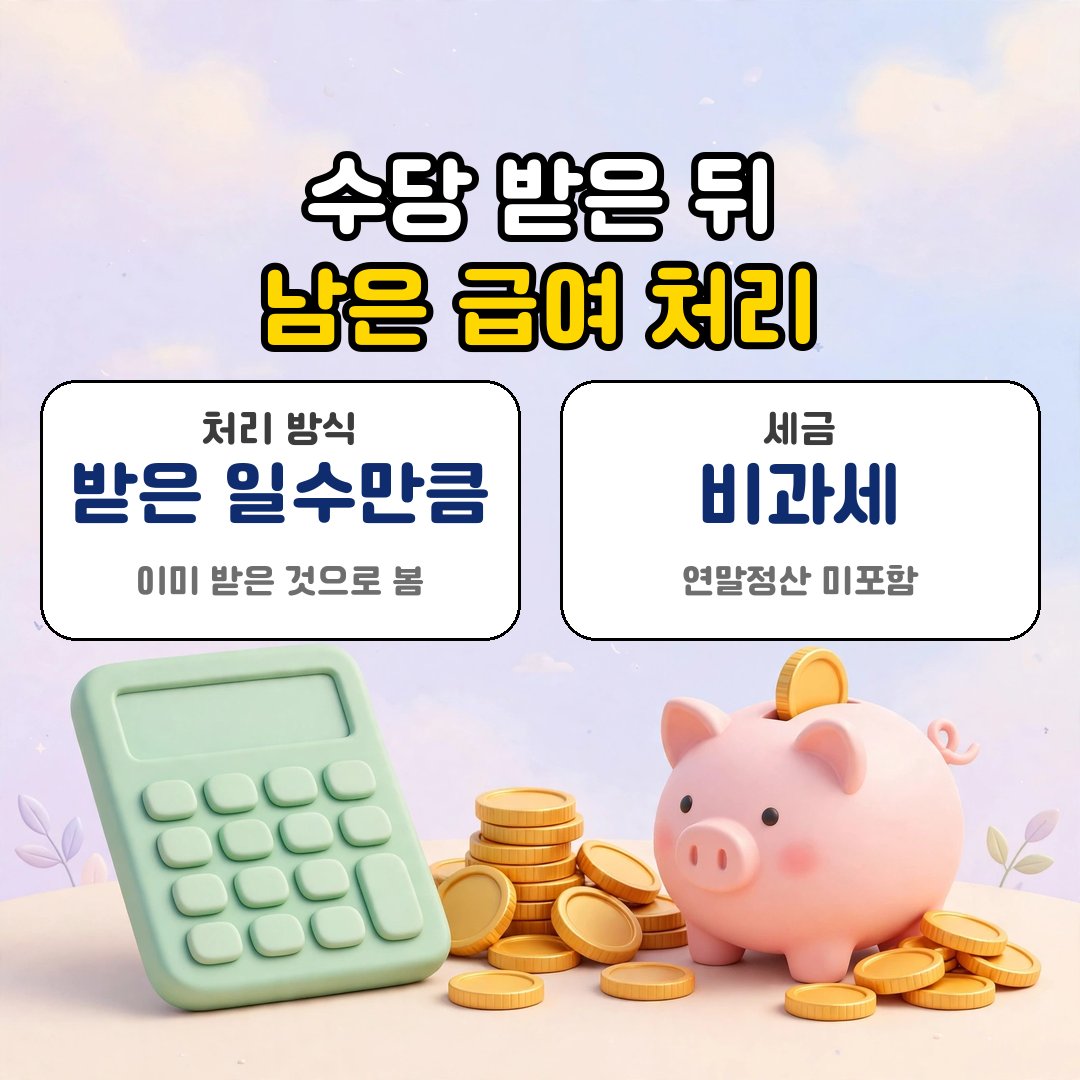 수당 받은 뒤
남은 급여 처리
처리 방식
받은 일수만큼
이미 받은 것으로 봄
세금
비과세
연말정산 미포함